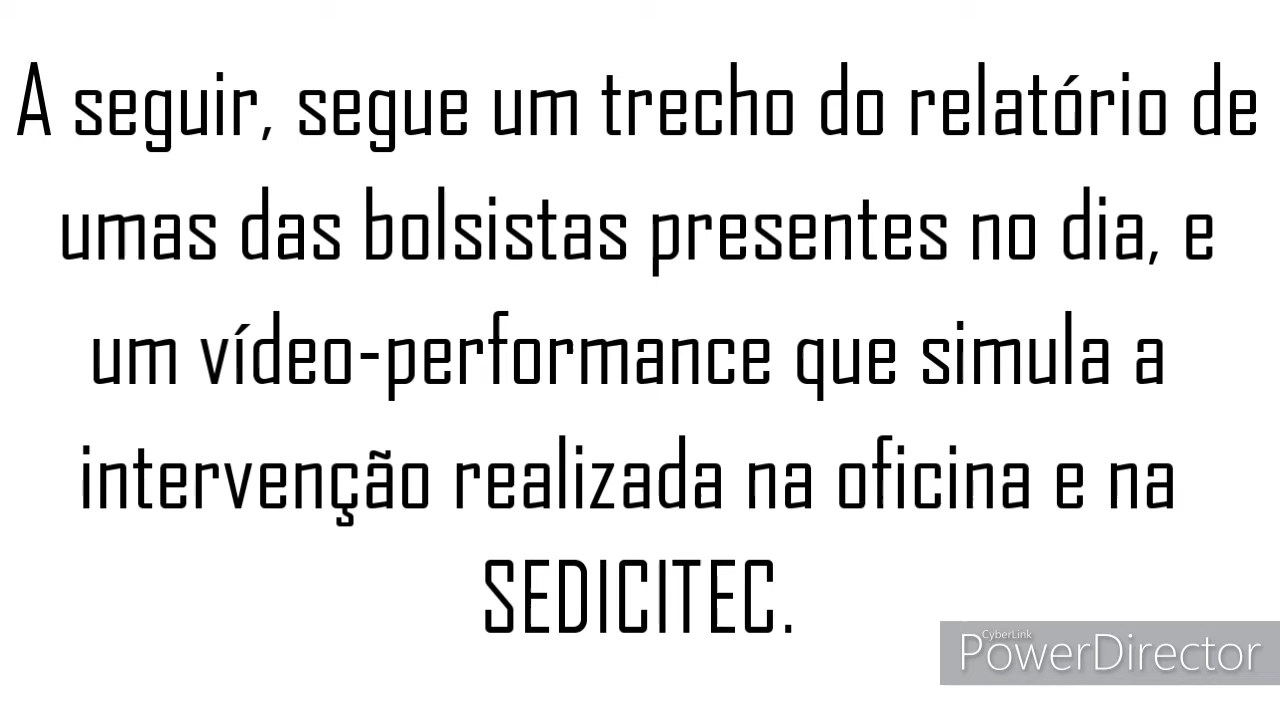 A seguir, segue um trecho do relatório de
umas das bolsistas presentes no dia, e
um vídeo-performance que simula a
intervenção realizada na oficina e na
SEDICITEC.
CyberLink
PowerDirector